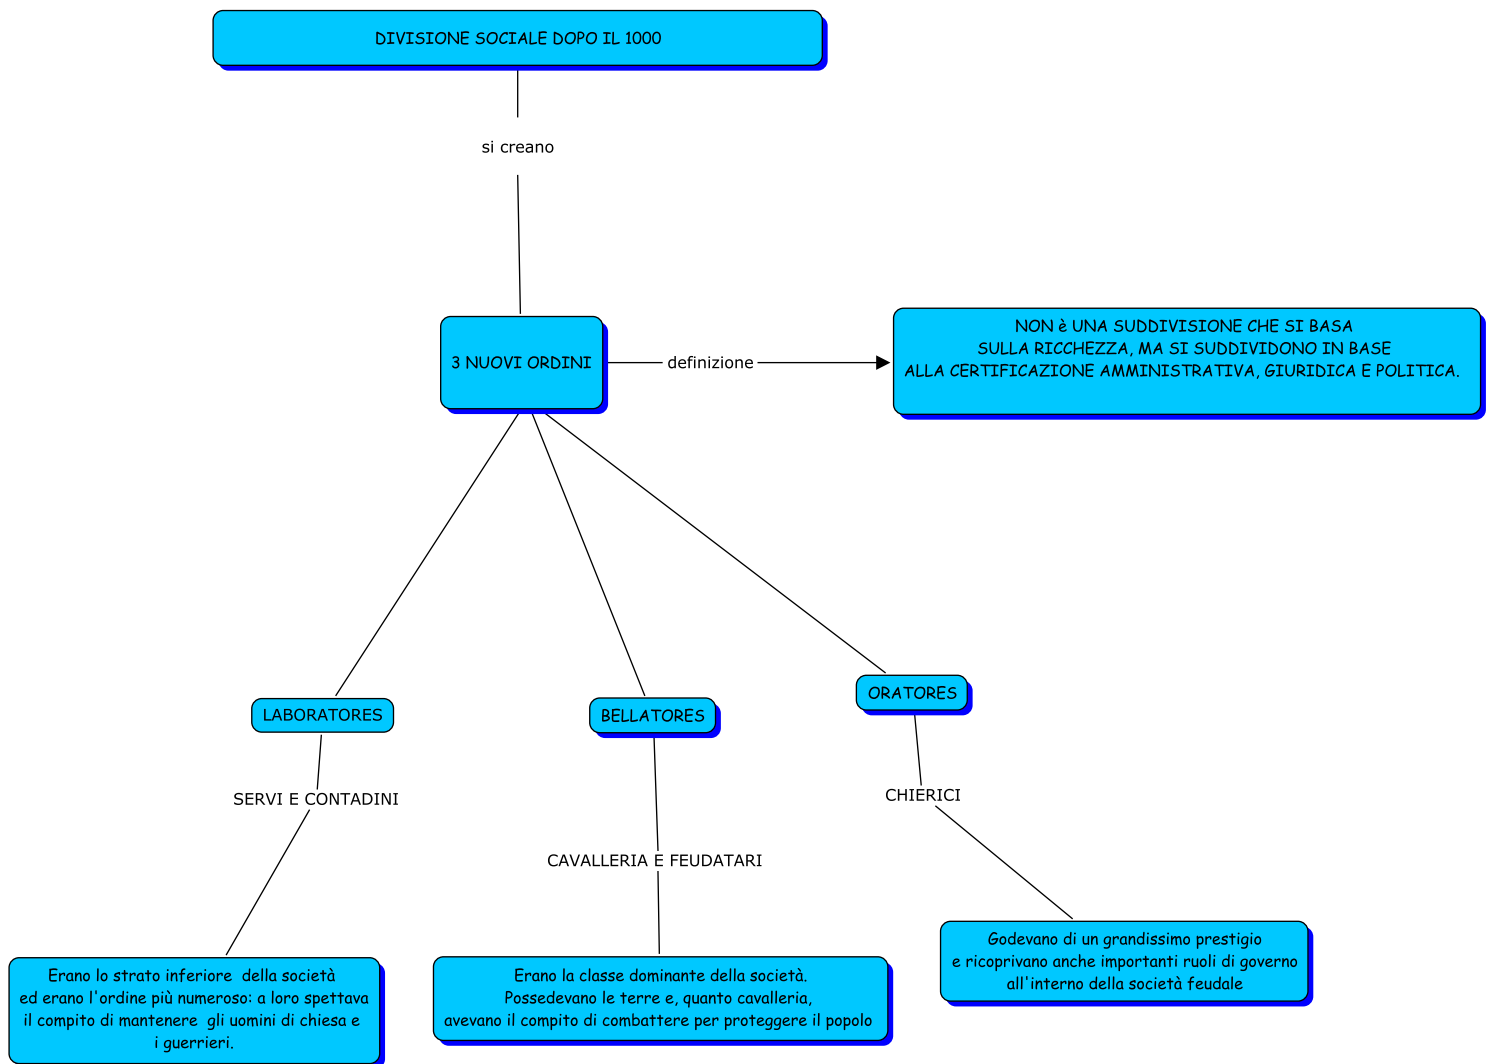 DIVISIONE SOCIALE DOPO IL 1000
si creano
3 NUOVI ORDINI
definizione
NON è UNA SUDDIVISIONE CHE SI BASA
SULLA RICCHEZZA, MA SI SUDDIVIDONO IN BASE
ALLA CERTIFICAZIONE AMMINISTRATIVA, GIURIDICA E POLITICA.
LABORATORES
BELLATORES
ORATORES
SERVI E CONTADINI
CAVALLERIA E FEUDATARI
CHIERICI
Erano lo strato inferiore  della società
ed erano l'ordine più numeroso: a loro spettava
il compito di mantenere  gli uomini di chiesa e
i guerrieri.
Erano la classe dominante della società.
Possedevano le terre e, quanto cavalleria,
avevano il compito di combattere per proteggere il popolo
Godevano di un grandissimo prestigio
e ricoprivano anche importanti ruoli di governo
all'interno della società feudale